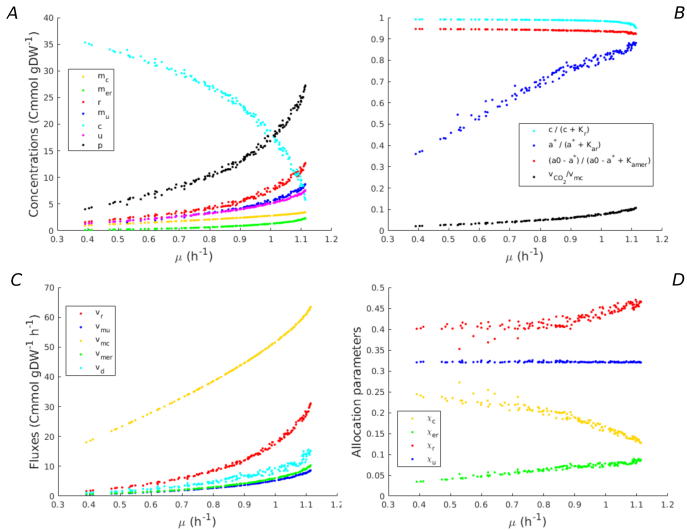 A
Concentrations (Cmmol gDW⁻¹)
40
35
30
25
20
15
10
5
0
m_c
m_er
r
m_u
c
u
p
0.3 0.4 0.5 0.6 0.7 0.8 0.9 1 1.1 1.2
μ (h⁻¹)
B
1
0.9
0.8
0.7
0.6
0.5
0.4
0.3
0.2
0.1
0
c / (c + K_r)
a* / (a* + K_ar)
(a0 - a*) / (a0 - a* + K_amer)
v_CO₂/v_mc
0.3 0.4 0.5 0.6 0.7 0.8 0.9 1 1.1 1.2
μ (h⁻¹)
C
Fluxes (Cmmol gDW⁻¹ h⁻¹)
70
60
50
40
30
20
10
0
v_r
v_mu
v_mc
v_mer
v_d
0.3 0.4 0.5 0.6 0.7 0.8 0.9 1 1.1 1.2
μ (h⁻¹)
D
Allocation parameters
0.5
0.45
0.4
0.35
0.3
0.25
0.2
0.15
0.1
0.05
0
χ_c
χ_er
χ_r
χ_u
0.3 0.4 0.5 0.6 0.7 0.8 0.9 1 1.1 1.2
μ (h⁻¹)